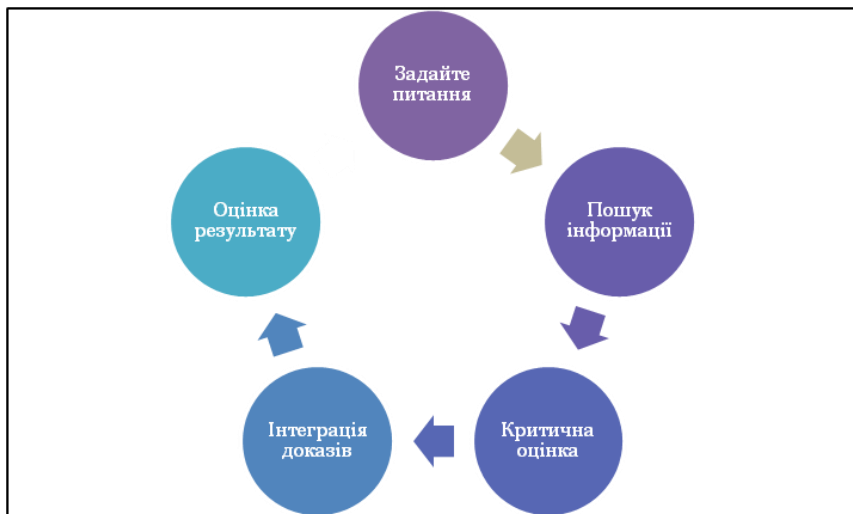 Задайте
питання
Пошук
інформації
Критична
оцінка
Інтеграція
доказів
Оцінка
результату